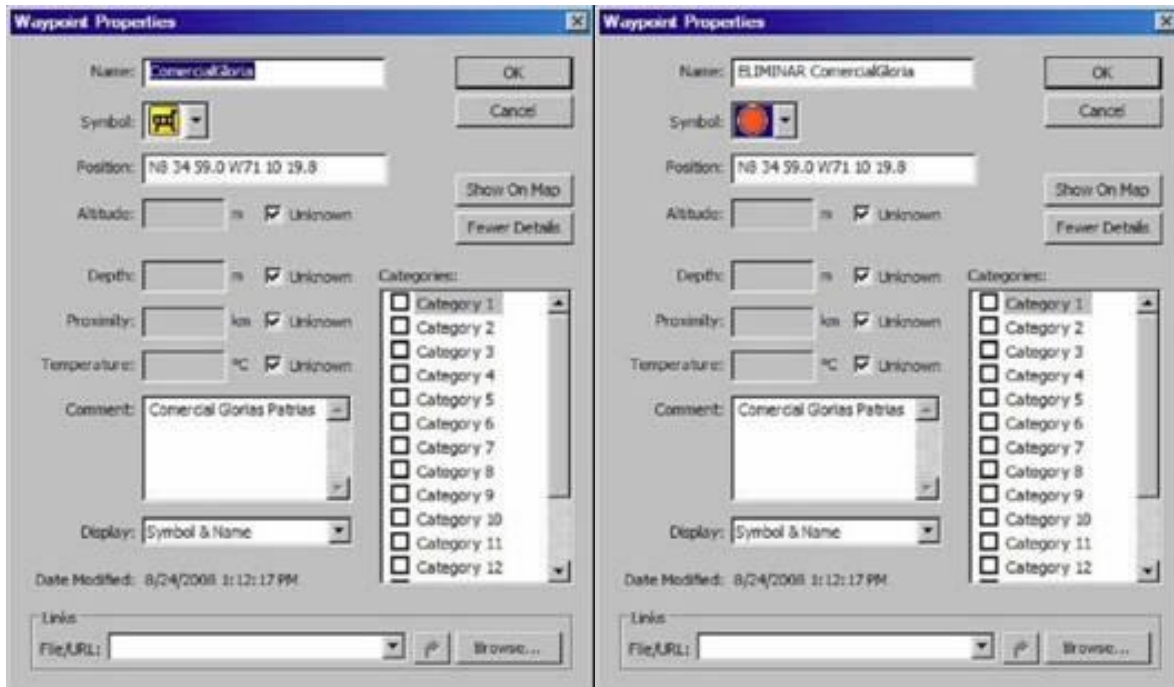 Waypoint Properties
Name: ComercialGloria
OK
Symbol:
Cancel
Position: N8 34 59.0 W71 10 19.8
Show On Map
Altitude: m Unknown
Fewer Details
Depth: m Unknown
Categories:
Proximity: km Unknown
Temperature: °C Unknown
Category 1
Category 2
Category 3
Category 4
Category 5
Category 6
Category 7
Category 8
Category 9
Category 10
Category 11
Category 12
Comment: Comercial Glorias Patrias
Display: Symbol & Name
Date Modified: 8/24/2008 1:12:17 PM
Links
File/URL: Browse...
Waypoint Properties
Name: ELIMINAR ComercialGloria
OK
Symbol:
Cancel
Position: N8 34 59.0 W71 10 19.8
Show On Map
Altitude: m Unknown
Fewer Details
Depth: m Unknown
Categories:
Proximity: km Unknown
Temperature: °C Unknown
Category 1
Category 2
Category 3
Category 4
Category 5
Category 6
Category 7
Category 8
Category 9
Category 10
Category 11
Category 12
Comment: Comercial Glorias Patrias
Display: Symbol & Name
Date Modified: 8/24/2008 1:12:17 PM
Links
File/URL: Browse...